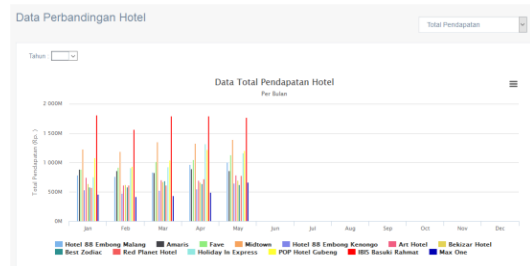 Data Perbandingan Hotel
Total Pendapatan
Tahun :
Data Total Pendapatan Hotel
Per Bulan
Total Pendapatan (Rp. )
2 000M
1 500M
1 000M
500M
0M
Jan Feb Mar Apr May Jun Jul Aug Sep Oct Nov Dec
Hotel 88 Embong Malang Amaris Fave Midtown Hotel 88 Embong Kenongo Art Hotel Bekizar Hotel
Best Zodiac Red Planet Hotel Holiday In Express POP Hotel Gubeng IBIS Basuki Rahmat Max One